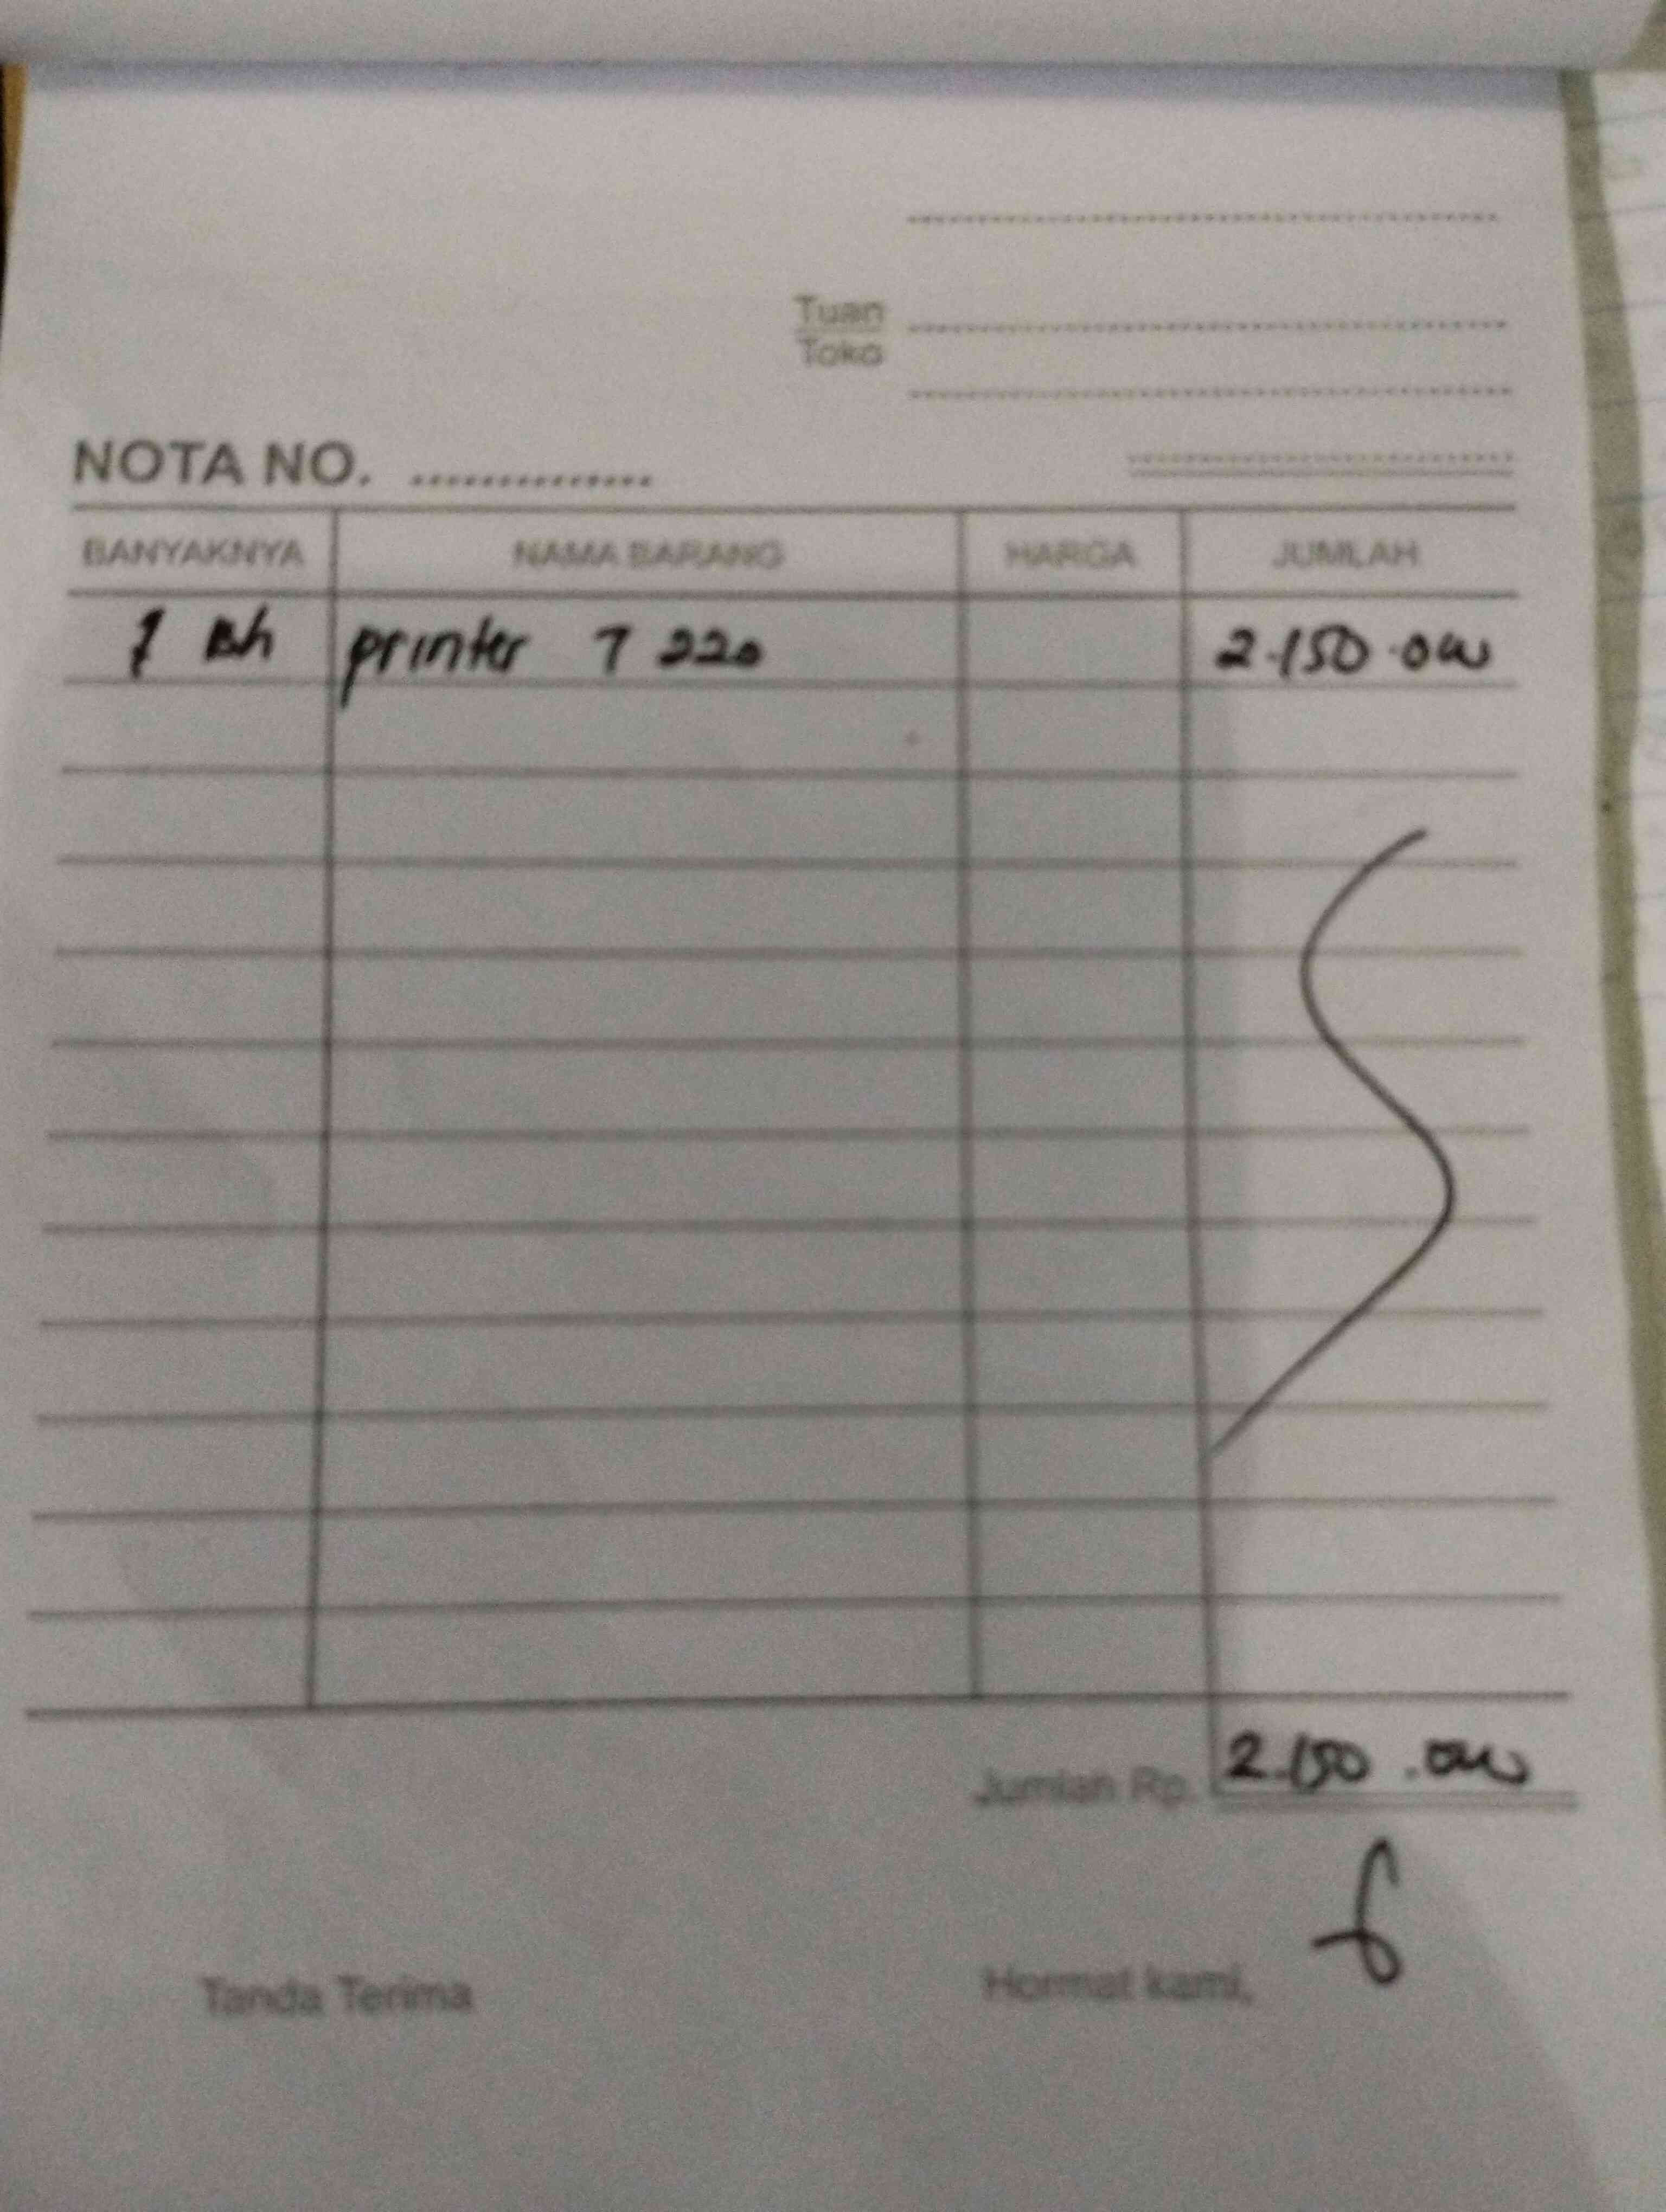 Tuan
Toko
NOTA NO. ..............
BANYAKNYA NAMA BARANG HARGA JUMLAH
1 Bh printer T 220 2.150.000
Jumlah Rp. 2.150.000
Tanda Terima Hormat kami,